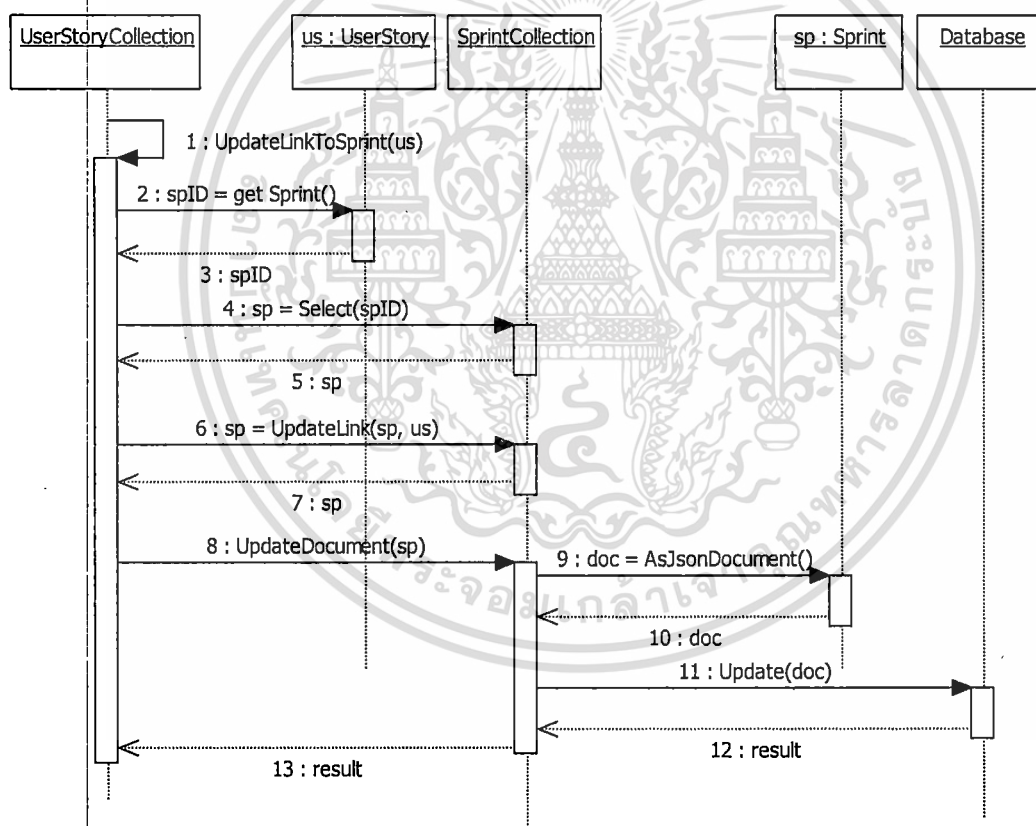 UserStoryCollection
us : UserStory
SprintCollection
sp : Sprint
Database
1 : UpdateLinkToSprint(us)
2 : spID = get Sprint()
3 : spID
4 : sp = Select(spID)
5 : sp
6 : sp = UpdateLink(sp, us)
7 : sp
8 : UpdateDocument(sp)
9 : doc = AsJsonDocument()
10 : doc
11 : Update(doc)
12 : result
13 : result